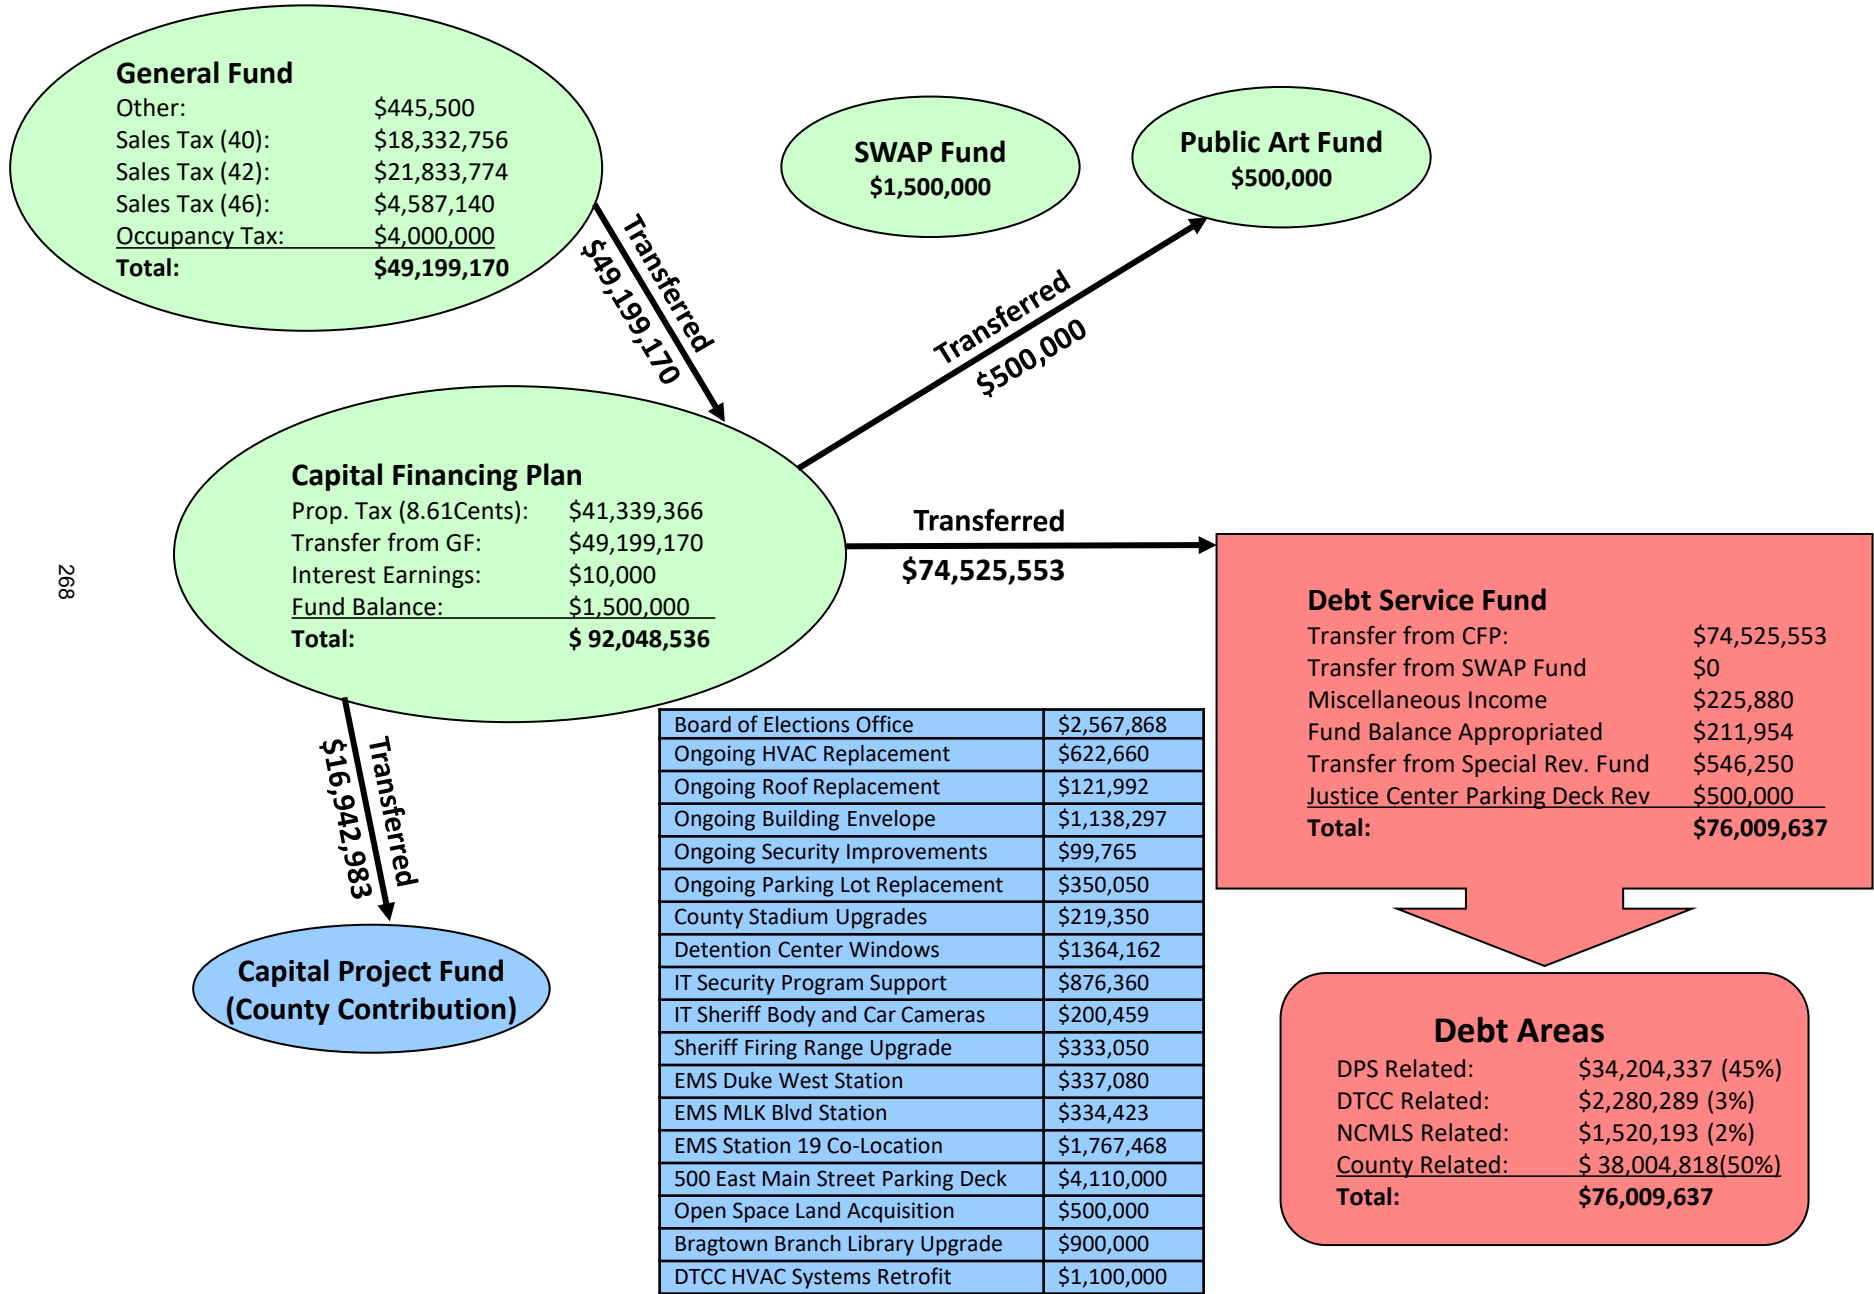 General Fund
Other: $445,500
Sales Tax (40): $18,332,756
Sales Tax (42): $21,833,774
Sales Tax (46): $4,587,140
Occupancy Tax: $4,000,000
Total: $49,199,170
SWAP Fund
$1,500,000
Public Art Fund
$500,000
Transferred
$49,199,170
Transferred
$500,000
Capital Financing Plan
Prop. Tax (8.61Cents): $41,339,366
Transfer from GF: $49,199,170
Interest Earnings: $10,000
Fund Balance: $1,500,000
Total: $ 92,048,536
Transferred
$74,525,553
268
Debt Service Fund
Transfer from CFP: $74,525,553
Transfer from SWAP Fund $0
Miscellaneous Income $225,880
Fund Balance Appropriated $211,954
Transfer from Special Rev. Fund $546,250
Justice Center Parking Deck Rev $500,000
Total: $76,009,637
Transferred
$16,942,983
Capital Project Fund
(County Contribution)
Board of Elections Office $2,567,868
Ongoing HVAC Replacement $622,660
Ongoing Roof Replacement $121,992
Ongoing Building Envelope $1,138,297
Ongoing Security Improvements $99,765
Ongoing Parking Lot Replacement $350,050
County Stadium Upgrades $219,350
Detention Center Windows $1364,162
IT Security Program Support $876,360
IT Sheriff Body and Car Cameras $200,459
Sheriff Firing Range Upgrade $333,050
EMS Duke West Station $337,080
EMS MLK Blvd Station $334,423
EMS Station 19 Co-Location $1,767,468
500 East Main Street Parking Deck $4,110,000
Open Space Land Acquisition $500,000
Bragtown Branch Library Upgrade $900,000
DTCC HVAC Systems Retrofit $1,100,000
Debt Areas
DPS Related: $34,204,337 (45%)
DTCC Related: $2,280,289 (3%)
NCMLS Related: $1,520,193 (2%)
County Related: $ 38,004,818(50%)
Total: $76,009,637